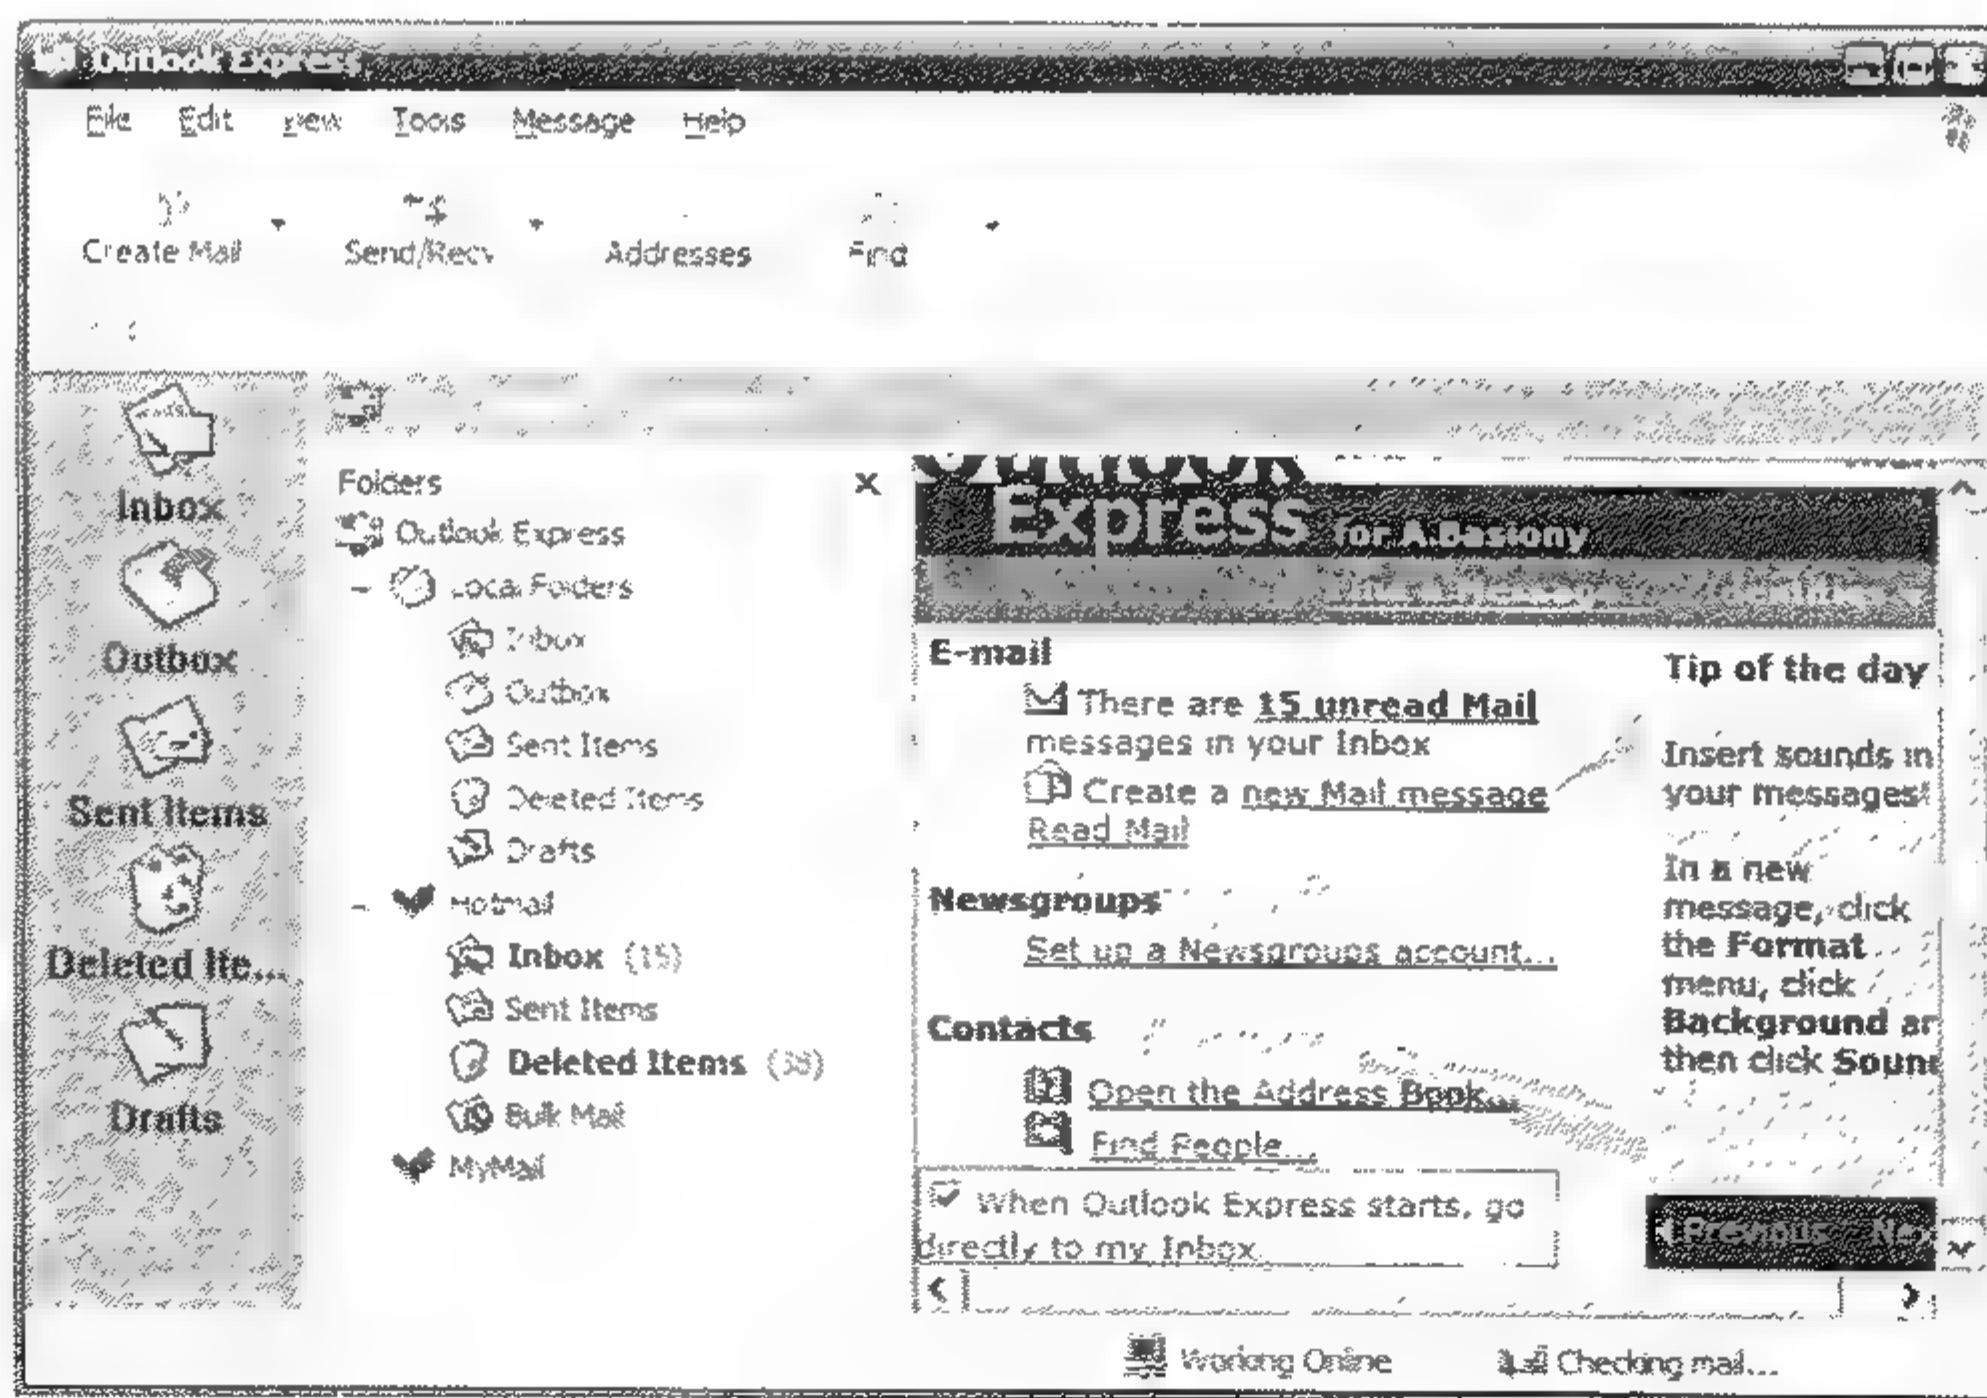 Outlook Express
File Edit View Tools Message Help
Create Mail Send/Recv Addresses Find
Inbox
Outbox
Sent Items
Deleted Ite...
Drafts
Folders x
Outlook Express
Local Folders
Inbox
Outbox
Sent Items
Deleted Items
Drafts
Hotmail
Inbox (15)
Sent Items
Deleted Items
Bulk Mail
MyMail
Outlook
Express for A.Basiony
E-mail
There are 15 unread Mail
messages in your Inbox
Create a new Mail message
Read Mail
Newsgroups
Set up a Newsgroups account...
Contacts
Open the Address Book...
Find People...
When Outlook Express starts, go
directly to my Inbox.
Tip of the day
Insert sounds in
your messages!
In a new
message, click
the Format
menu, click
Background an
then click Soun
Previous Ne
Working Online Checking mail...